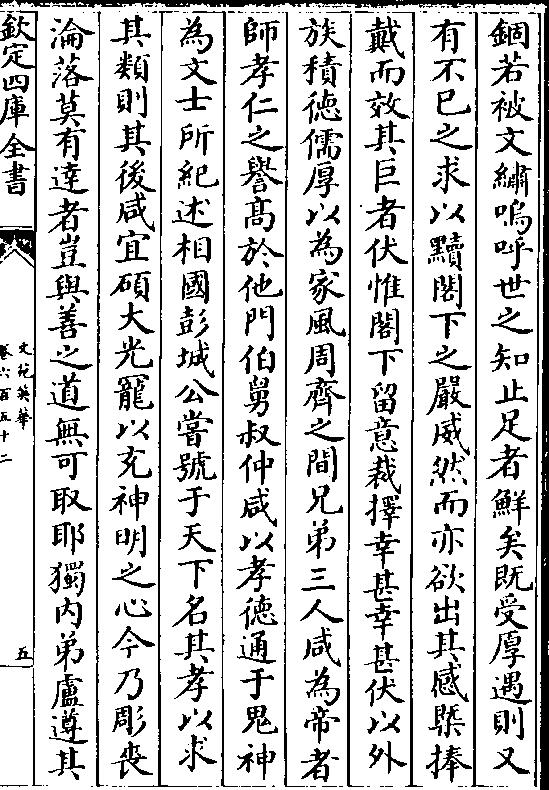 錮若被文繡嗚呼世之知止足者鮮矣既受厚遇則又
有不已之求以黷閣下之嚴威然而亦欲出其感槩捧
戴而效其巨者伏惟閣下留意裁擇幸甚幸甚伏以外
族積徳儒厚以為家風周齊之間兄弟三人咸為帝者
師孝仁之譽髙於他門伯舅叔仲咸以孝徳通于鬼神
為文士所紀述相國彭城公嘗號于天下名其孝以求
其類則其後咸宜碩大光寵以充神明之心今乃彫喪
淪落莫有達者豈與善之道無可取耶獨内弟盧遵其
欽定四庫全書
文苑英華
卷六百五十二
五